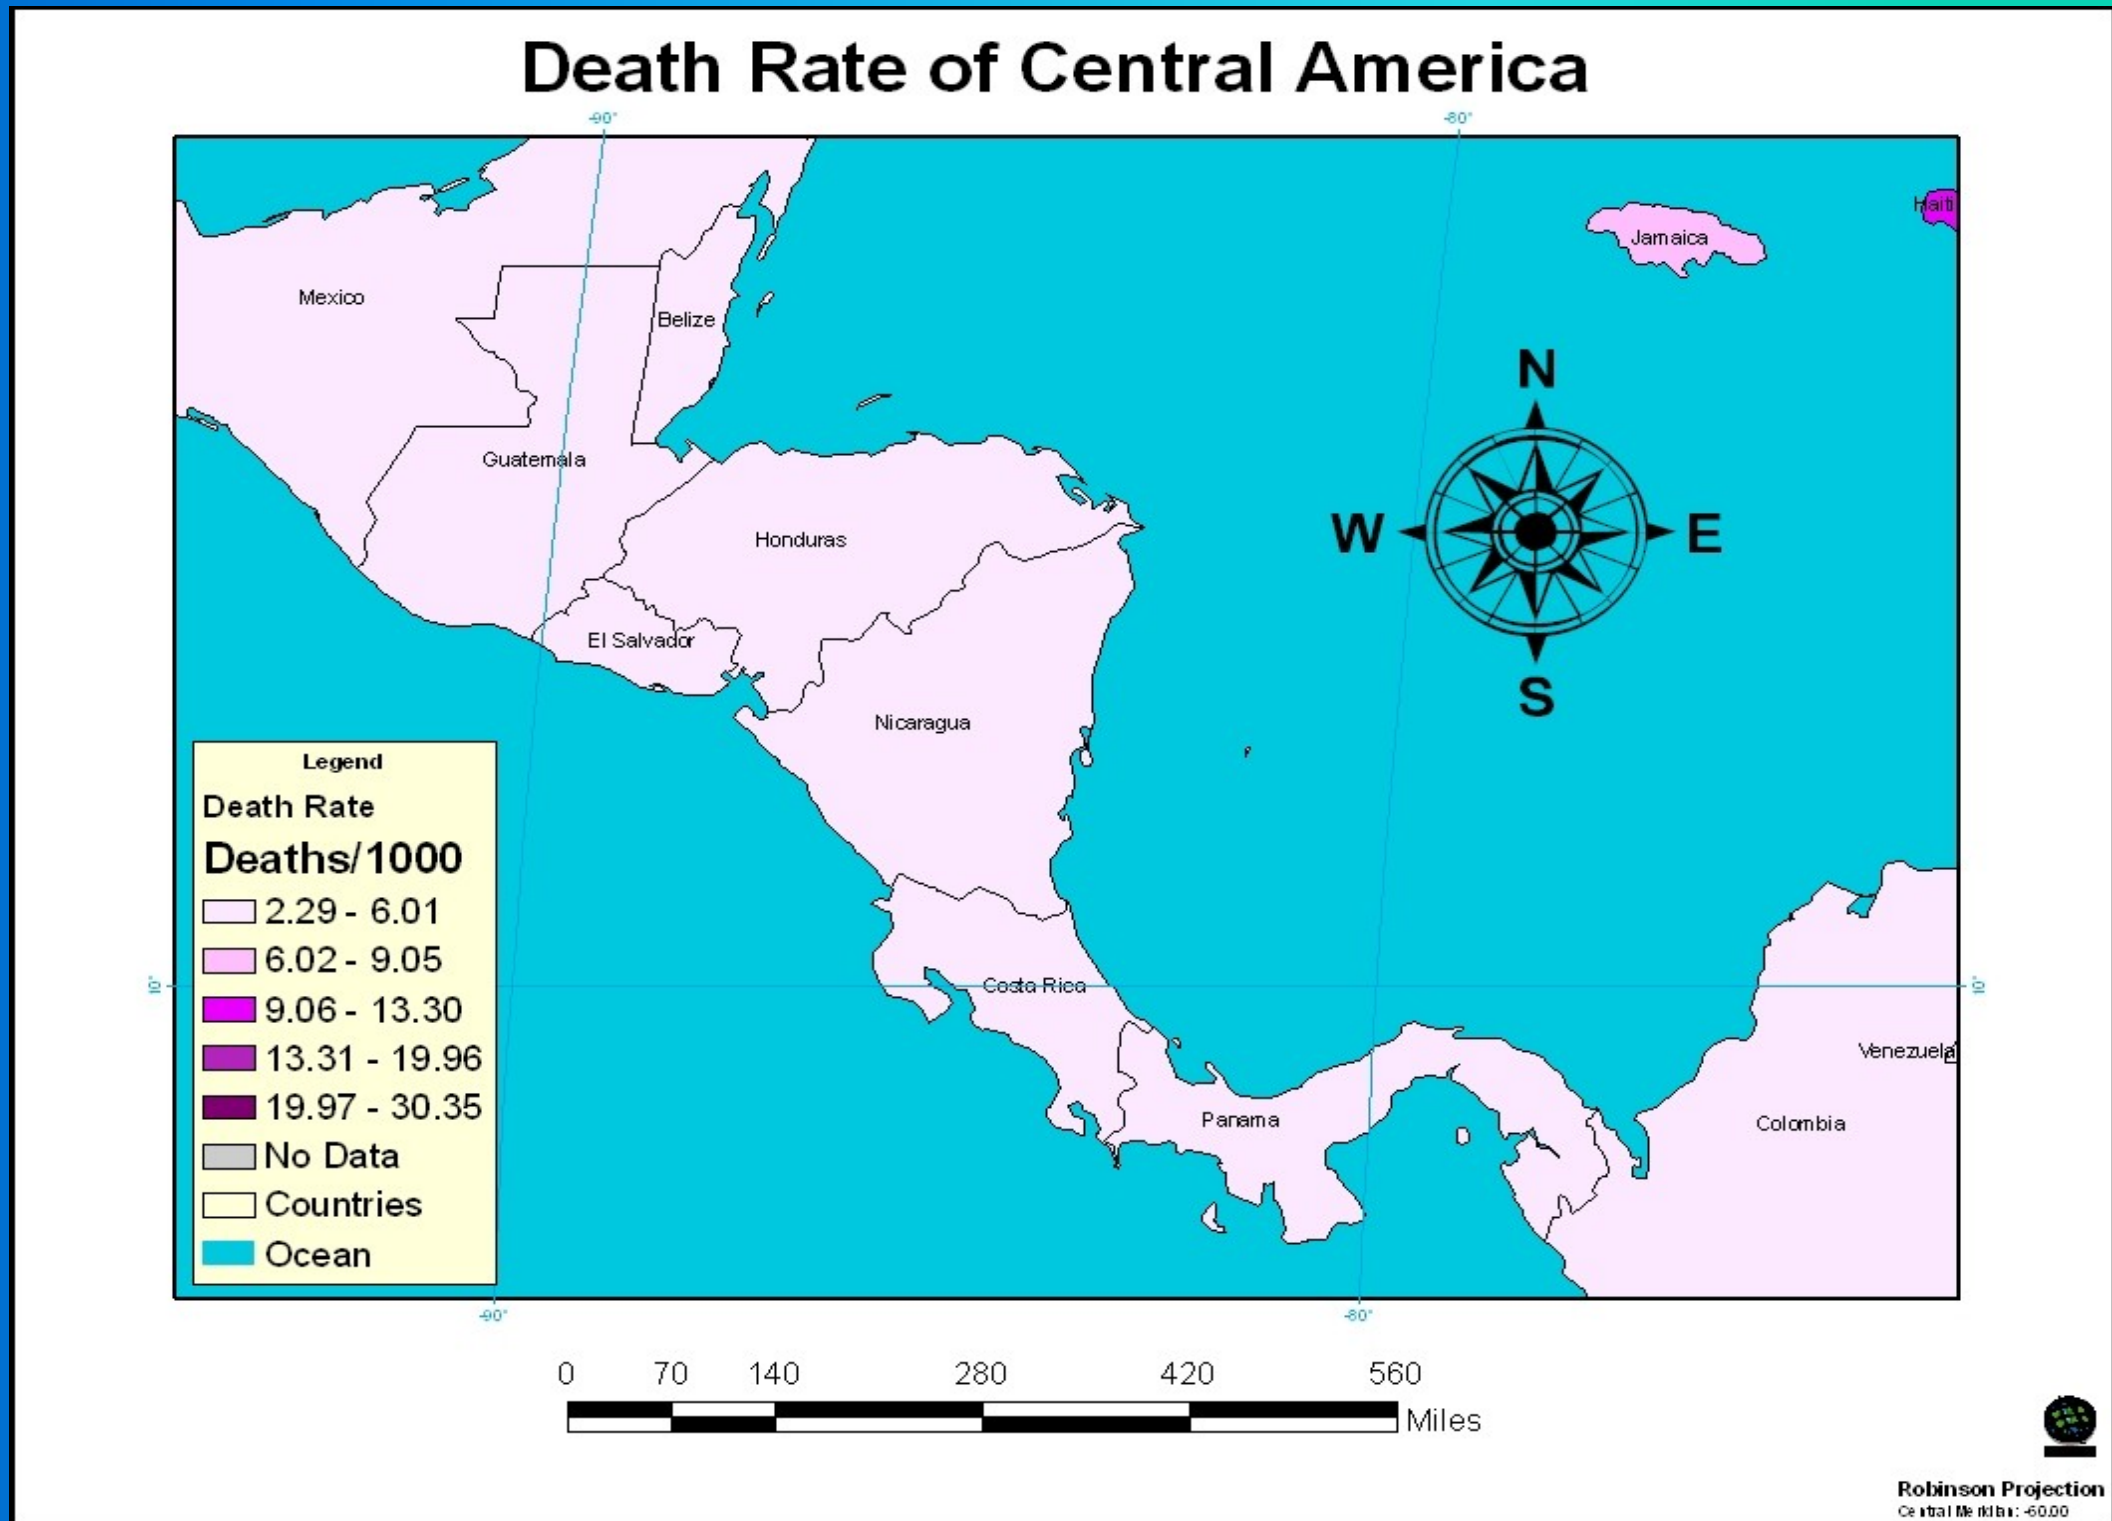 Death Rate of Central America
-90°
-80°
Haiti
Jamaica
Mexico
Belize
Guatemala
N
W
E
S
Honduras
El Salvador
Nicaragua
Legend
Death Rate
Deaths/1000
2.29 - 6.01
6.02 - 9.05
9.06 - 13.30
13.31 - 19.96
19.97 - 30.35
No Data
Countries
Ocean
10°
Costa Rica
10°
Venezuela
Panama
Colombia
-90°
-80°
0 70 140 280 420 560
Miles
Robinson Projection
Central Meridian: -60.00